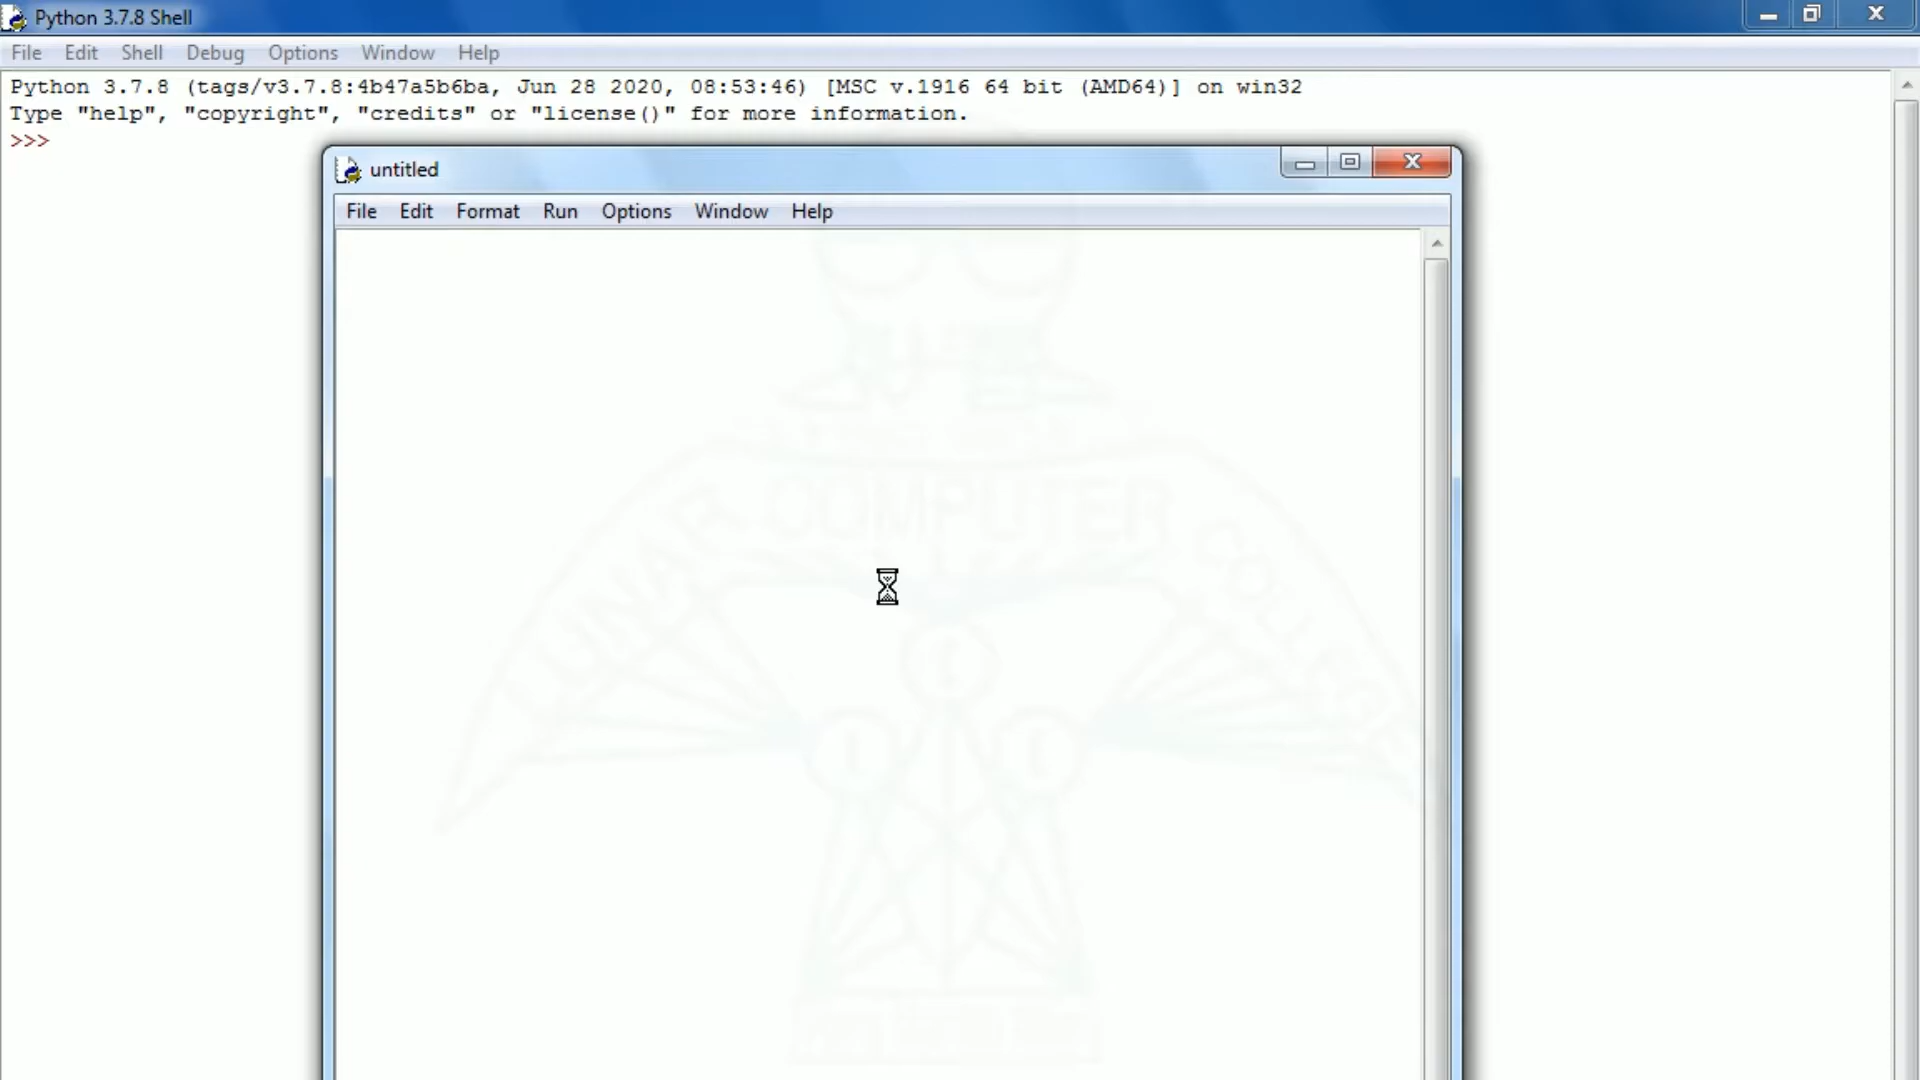 Python 3.7.8 Shell
File Edit Shell Debug Options Window Help
Python 3.7.8 (tags/v3.7.8:4b47a5b6ba, Jun 28 2020, 08:53:46) [MSC v.1916 64 bit (AMD64)] on win32
Type "help", "copyright", "credits" or "license()" for more information.
>>>
untitled
File Edit Format Run Options Window Help
LUNAR COMPUTER COLLEGE